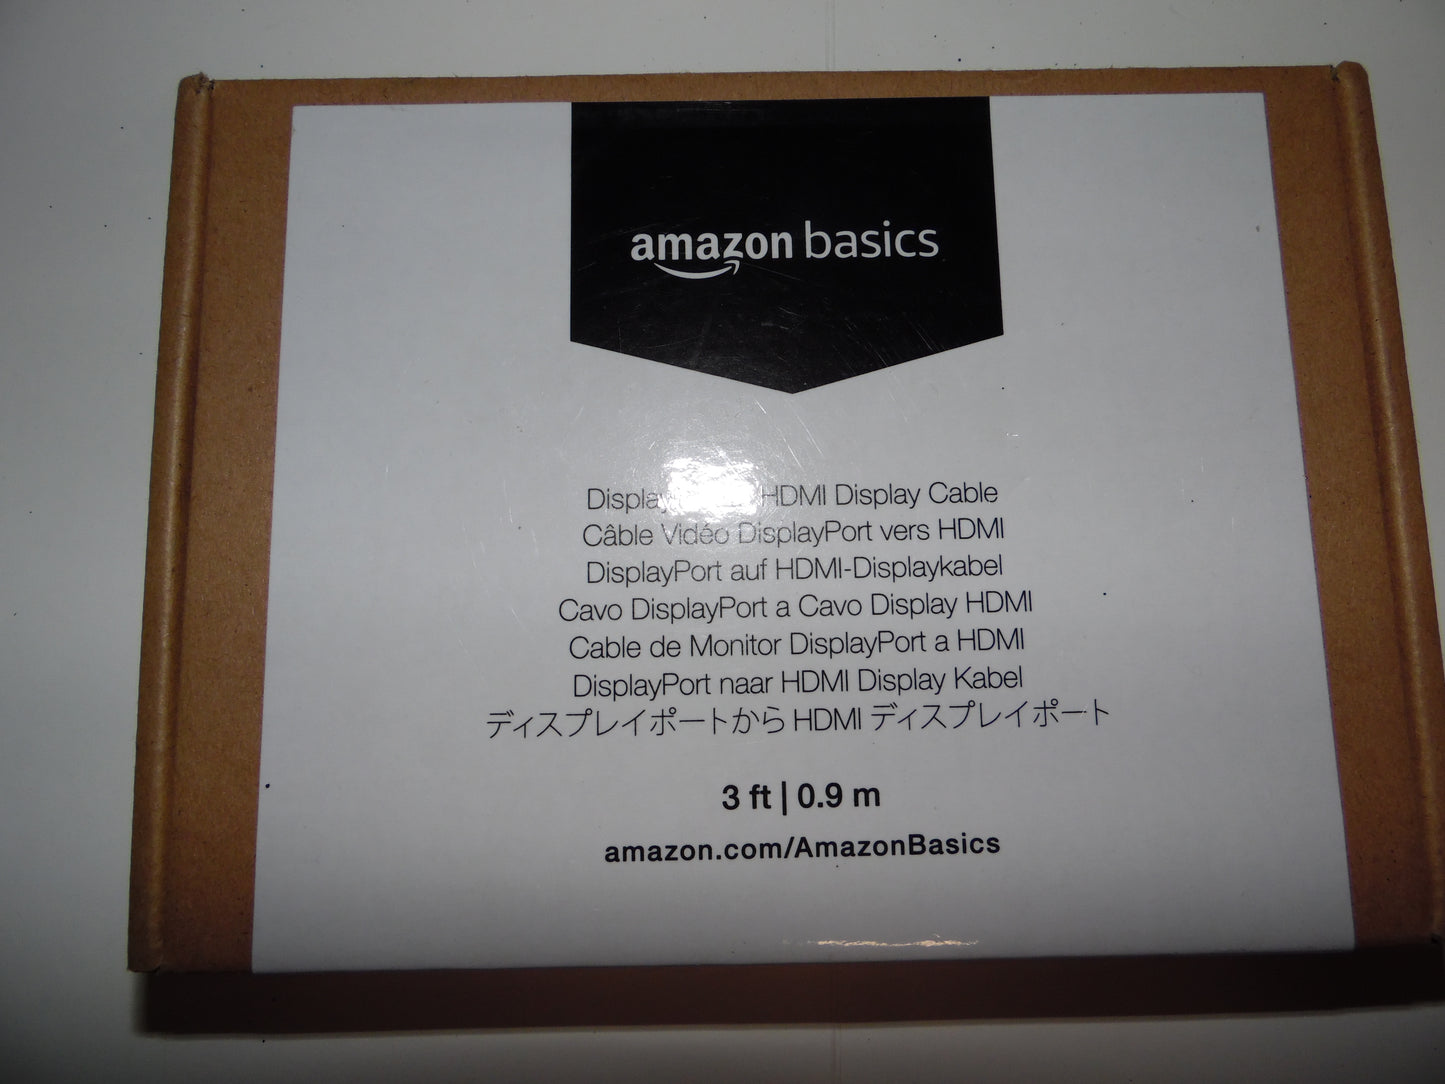 amazon basics
HDMI Display Cable
Câble Vidéo DisplayPort vers HDMI
DisplayPort auf HDMI-Displaykabel
Cavo DisplayPort a Cavo Display HDMI
Cable de Monitor DisplayPort a HDMI
DisplayPort naar HDMI Display Kabel
ディスプレイポートから HDMI ディスプレイポート
3 ft | 0.9 m
amazon.com/AmazonBasics